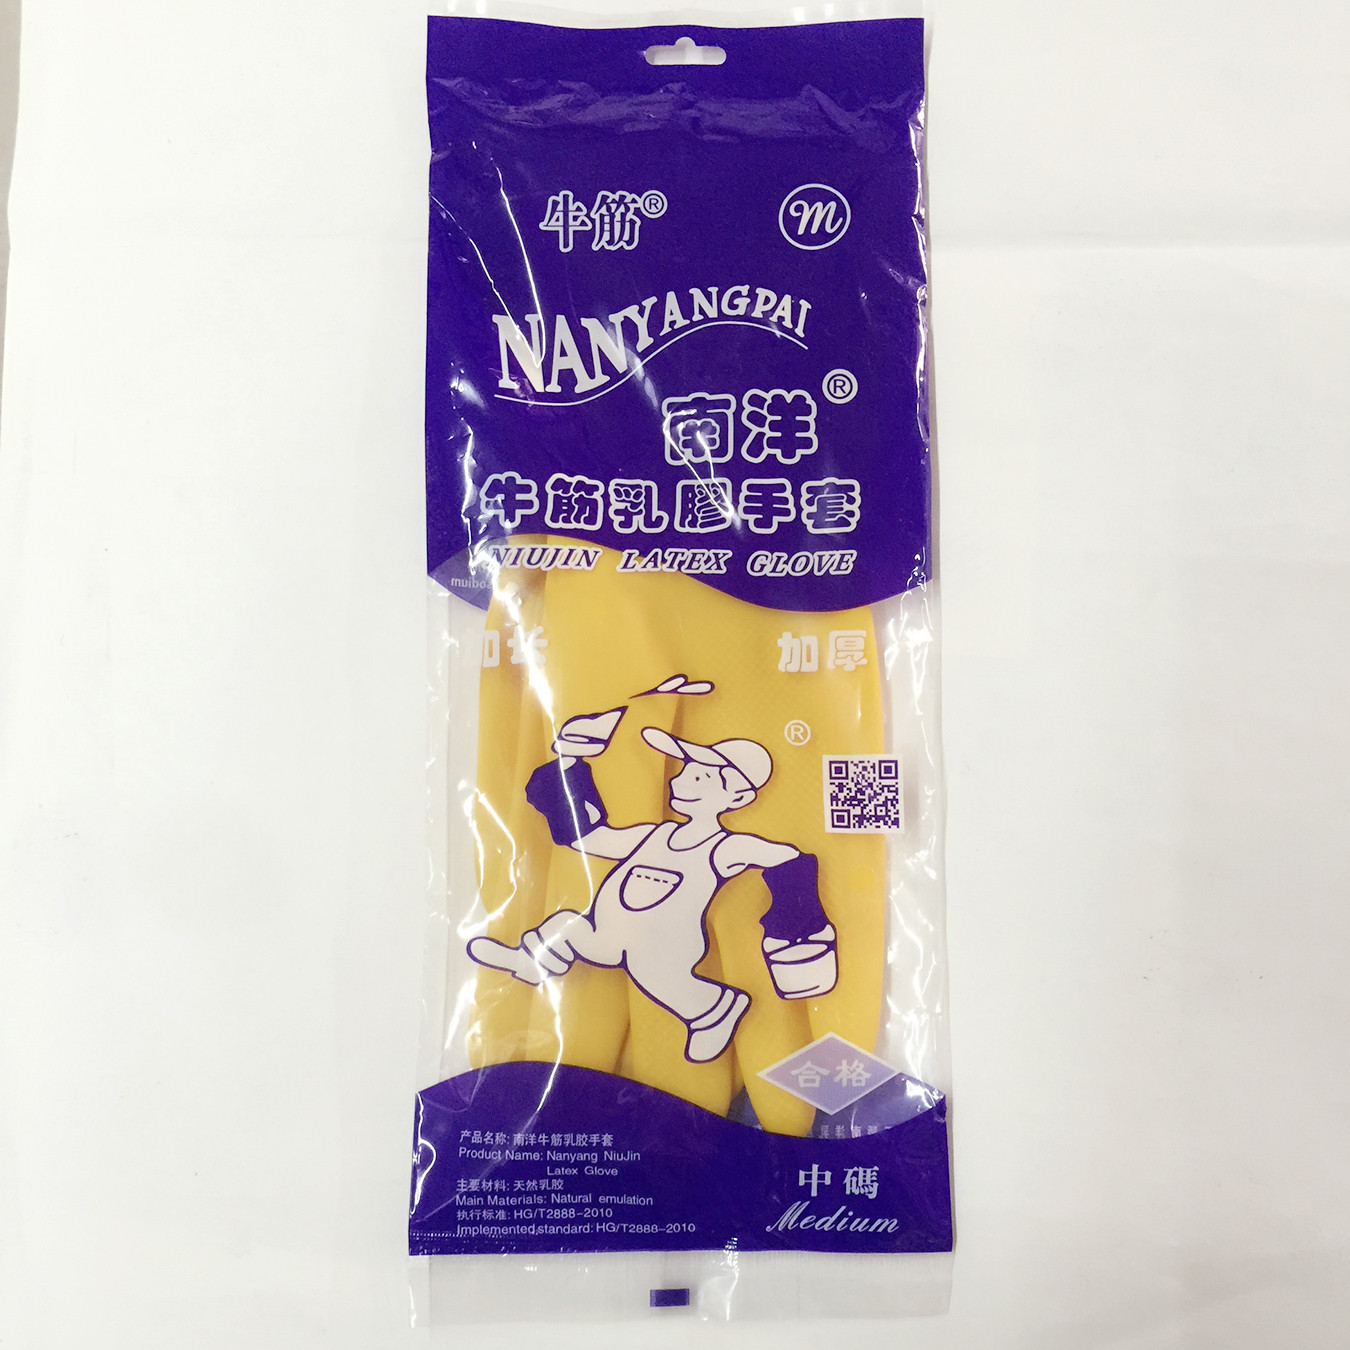 牛筋®
m
NANYANGPAI
南洋®
牛筋乳膠手套
NIUJIN LATEX GLOVE
sodium
加长
加厚
®
合格
产品名称: 南洋牛筋乳胶手套
Product Name: Nanyang NiuJin
Latex Glove
主要材料: 天然乳胶
Main Materials: Natural emulation
执行标准: HG/T2888-2010
Implemented standard: HG/T2888-2010
中碼
Medium